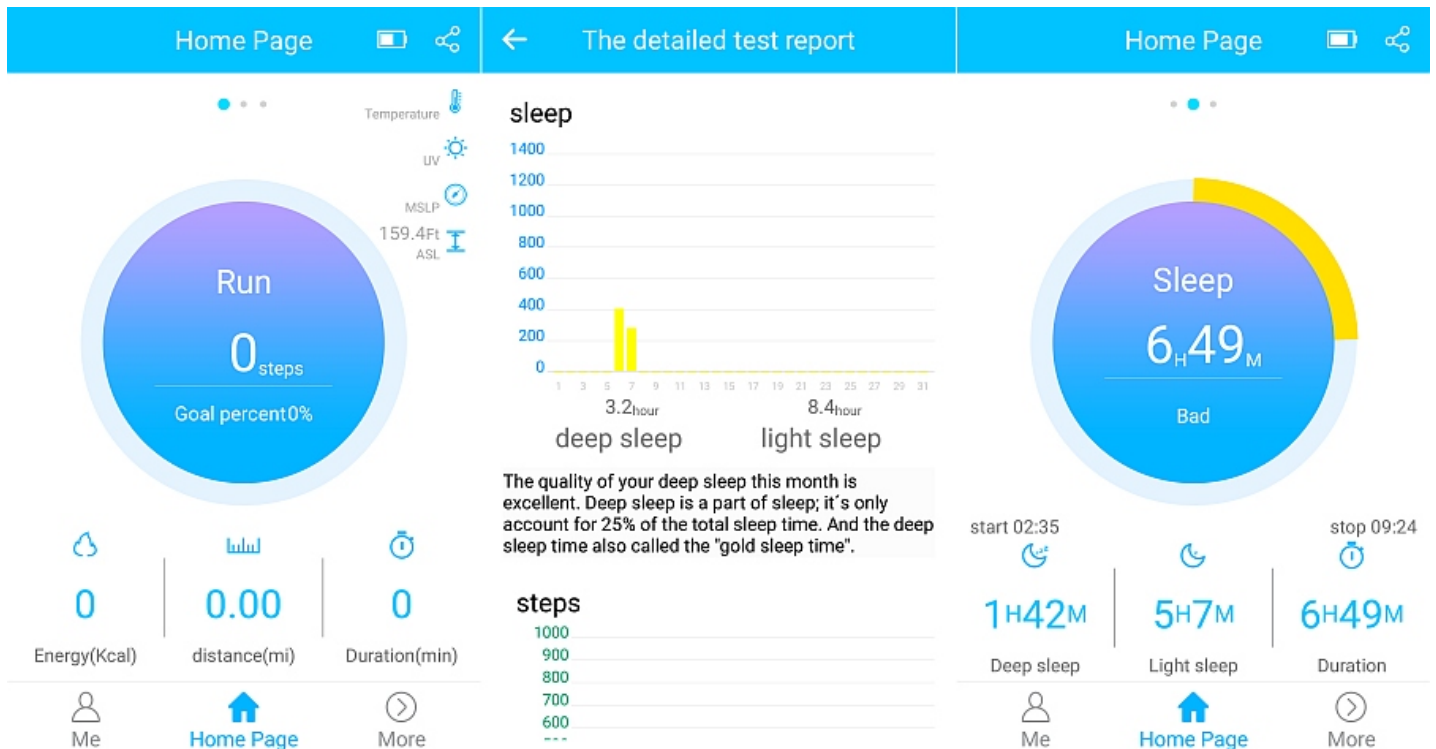 Home Page
Temperature
UV
MSLP
159.4Ft
ASL
Run
0 steps
Goal percent0%
0
0.00
0
Energy(Kcal)
distance(mi)
Duration(min)
Me
Home Page
More
The detailed test report
sleep
1400
1200
1000
800
600
400
200
0
1 3 5 7 9 11 13 15 17 19 21 23 25 27 29 31
3.2hour
8.4hour
deep sleep
light sleep
The quality of your deep sleep this month is
excellent. Deep sleep is a part of sleep; it´s only
account for 25% of the total sleep time. And the deep
sleep time also called the "gold sleep time".
steps
1000
900
800
700
600
Home Page
Sleep
6H49M
Bad
start 02:35
stop 09:24
1H42M
5H7M
6H49M
Deep sleep
Light sleep
Duration
Me
Home Page
More